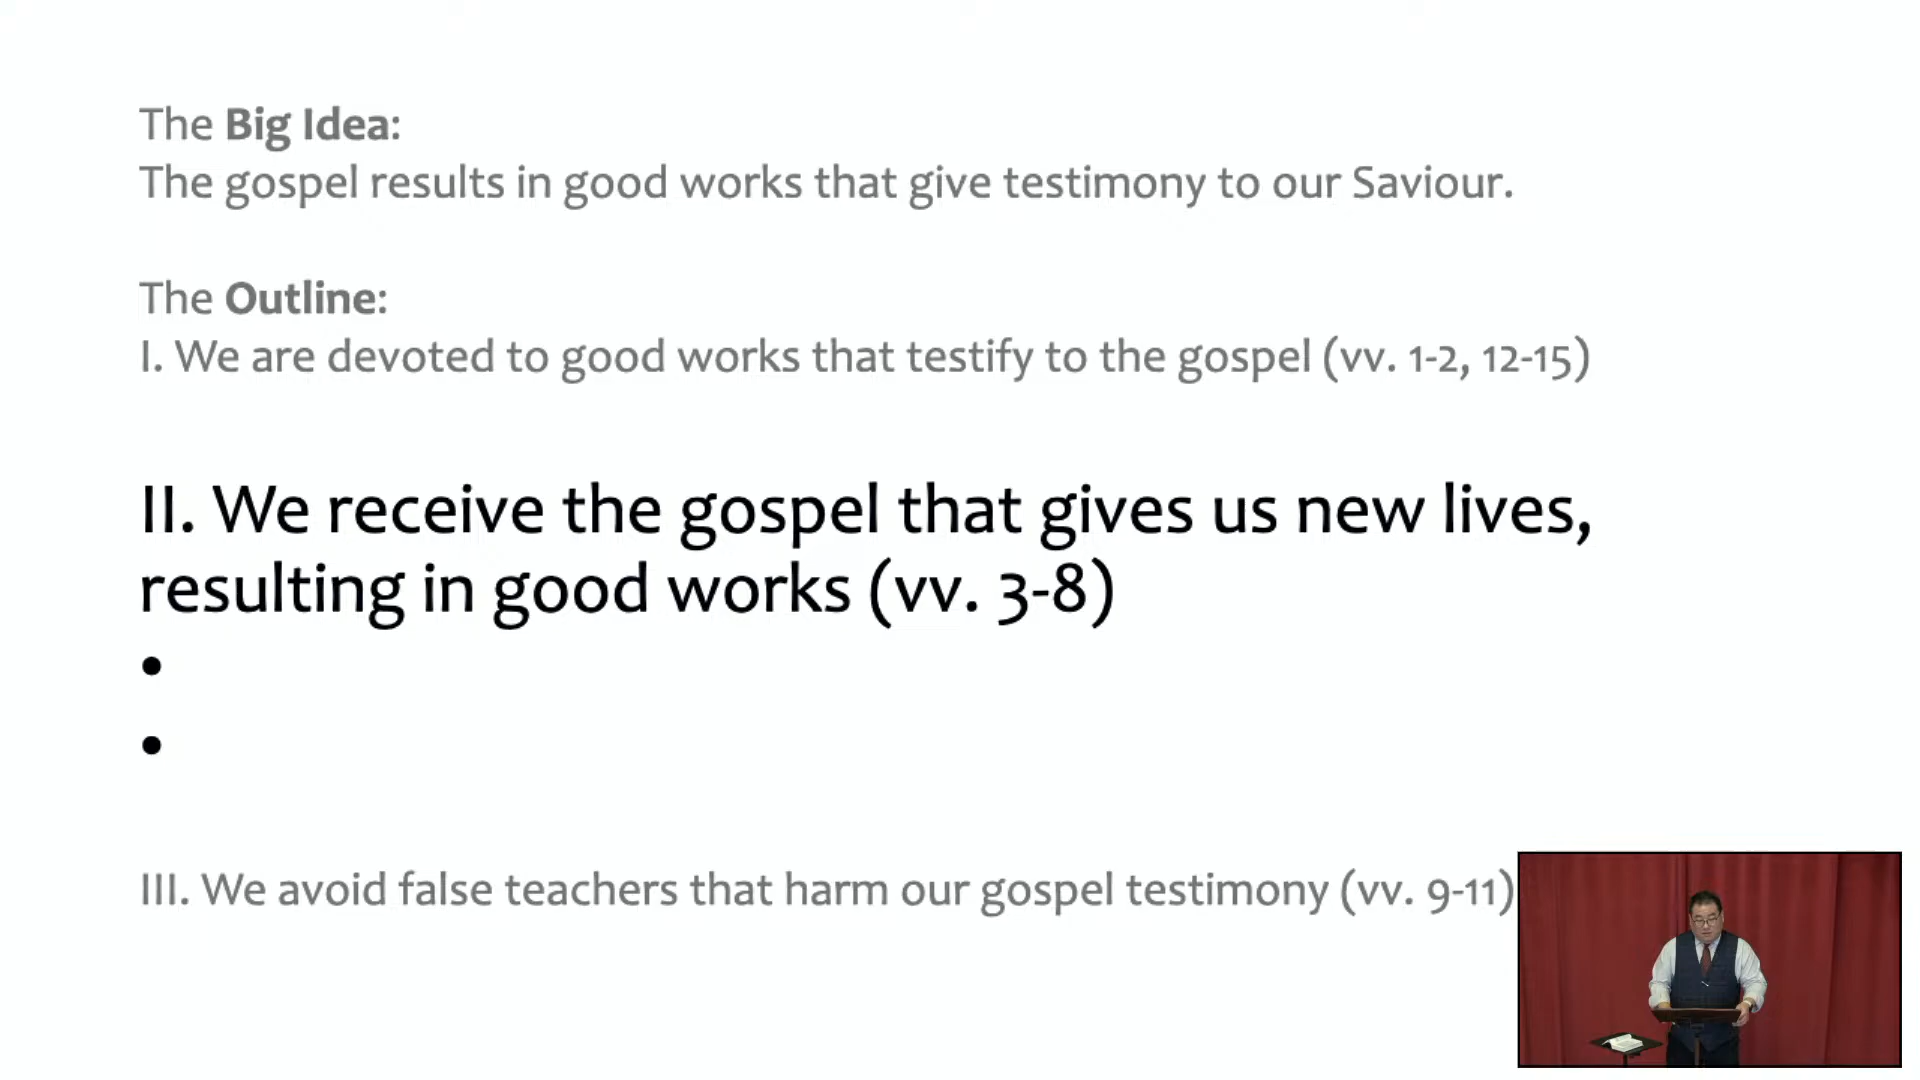 The Big Idea:
The gospel results in good works that give testimony to our Saviour.
The Outline:
I. We are devoted to good works that testify to the gospel (vv. 1-2, 12-15)
II. We receive the gospel that gives us new lives,
resulting in good works (vv. 3-8)
•
•
III. We avoid false teachers that harm our gospel testimony (vv. 9-11)